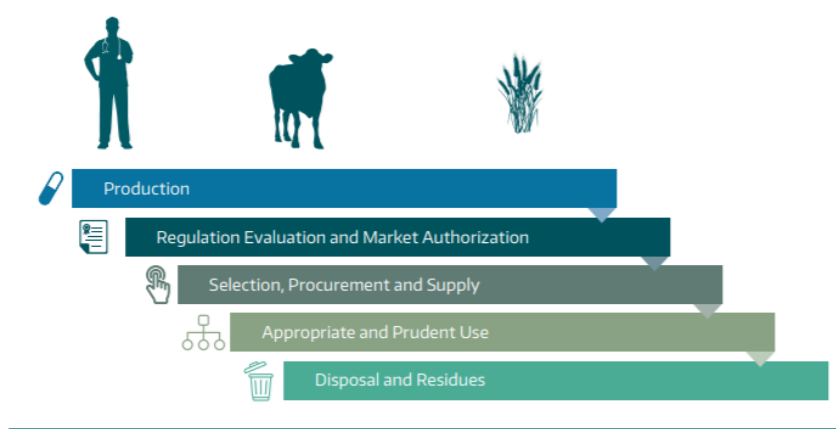 Production
Regulation Evaluation and Market Authorization
Selection, Procurement and Supply
Appropriate and Prudent Use
Disposal and Residues